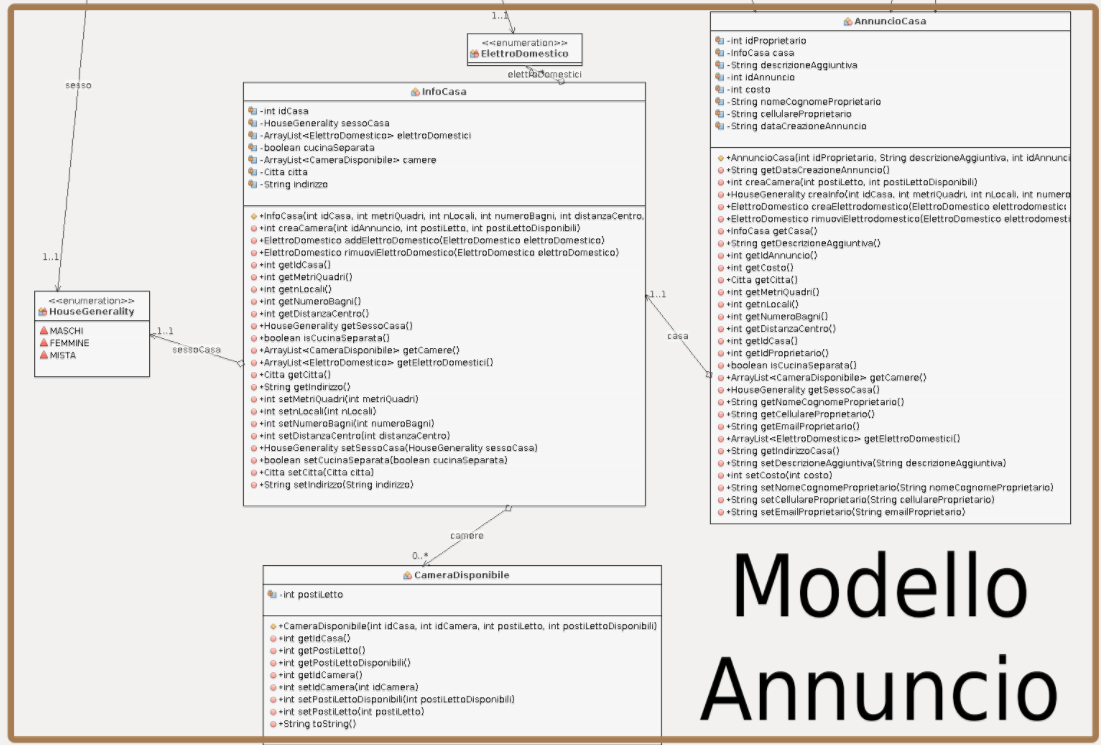 1..1
sesso
1..1
<<enumeration>>
ElettroDomestico
elettroDomestici
<<enumeration>>
HouseGenerality
MASCHI
FEMMINE
MISTA
1..1
sessoCasa
InfoCasa
-int idCasa
-HouseGenerality sessoCasa
-ArrayList<ElettroDomestico> elettroDomestici
-boolean cucinaSeparata
-ArrayList<CameraDisponibile> camere
-Citta citta
-String indirizzo
+InfoCasa(int idCasa, int metriQuadri, int nLocali, int numeroBagni, int distanzaCentro,
+int creaCamera(int idAnnuncio, int postiLetto, int postiLettoDisponibili)
+ElettroDomestico addElettroDomestico(ElettroDomestico elettroDomestico)
+ElettroDomestico rimuoviElettroDomestico(ElettroDomestico elettroDomestico)
+int getIdCasa()
+int getMetriQuadri()
+int getnLocali()
+int getNumeroBagni()
+int getDistanzaCentro()
+HouseGenerality getSessoCasa()
+boolean isCucinaSeparata()
+ArrayList<CameraDisponibile> getCamere()
+ArrayList<ElettroDomestico> getElettroDomestici()
+Citta getCitta()
+String getIndirizzo()
+int setMetriQuadri(int metriQuadri)
+int setnLocali(int nLocali)
+int setNumeroBagni(int numeroBagni)
+int setDistanzaCentro(int distanzaCentro)
+HouseGenerality setSessoCasa(HouseGenerality sessoCasa)
+boolean setCucinaSeparata(boolean cucinaSeparata)
+Citta setCitta(Citta citta)
+String setIndirizzo(String indirizzo)
1..1
casa
AnnuncioCasa
-int idProprietario
-InfoCasa casa
-String descrizioneAggiuntiva
-int idAnnuncio
-int costo
-String nomeCognomeProprietario
-String cellulareProprietario
-String dataCreazioneAnnuncio
+AnnuncioCasa(int idProprietario, String descrizioneAggiuntiva, int idAnnunci
+String getDataCreazioneAnnuncio()
+int creaCamera(int postiLetto, int postiLettoDisponibili)
+HouseGenerality creaInfo(int idCasa, int metriQuadri, int nLocali, int numero
+ElettroDomestico creaElettrodomestico(ElettroDomestico elettrodomestico
+ElettroDomestico rimuoviElettrodomestico(ElettroDomestico elettrodomesti
+InfoCasa getCasa()
+String getDescrizioneAggiuntiva()
+int getIdAnnuncio()
+int getCosto()
+Citta getCitta()
+int getMetriQuadri()
+int getnLocali()
+int getNumeroBagni()
+int getDistanzaCentro()
+int getIdCasa()
+int getIdProprietario()
+boolean isCucinaSeparata()
+ArrayList<CameraDisponibile> getCamere()
+HouseGenerality getSessoCasa()
+String getNomeCognomeProprietario()
+String getCellulareProprietario()
+String getEmailProprietario()
+ArrayList<ElettroDomestico> getElettroDomestici()
+String getIndirizzoCasa()
+String setDescrizioneAggiuntiva(String descrizioneAggiuntiva)
+int setCosto(int costo)
+String setNomeCognomeProprietario(String nomeCognomeProprietario)
+String setCellulareProprietario(String cellulareProprietario)
+String setEmailProprietario(String emailProprietario)
camere
0..*
CameraDisponibile
-int postiLetto
+CameraDisponibile(int idCasa, int idCamera, int postiLetto, int postiLettoDisponibili)
+int getIdCasa()
+int getPostiLetto()
+int getPostiLettoDisponibili()
+int getIdCamera()
+int setIdCamera(int idCamera)
+int setPostiLettoDisponibili(int postiLettoDisponibili)
+int setPostiLetto(int postiLetto)
+String toString()
Modello
Annuncio